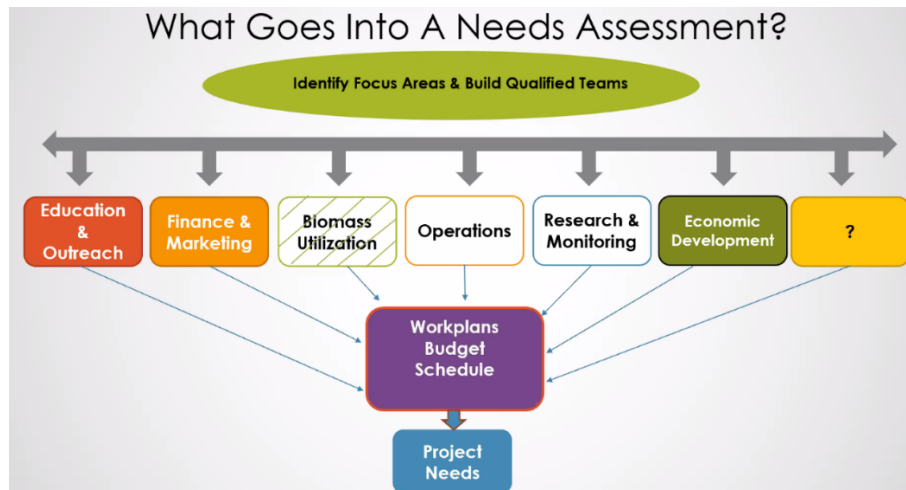 What Goes Into A Needs Assessment?
Identify Focus Areas & Build Qualified Teams
Education
&
Outreach
Finance &
Marketing
Biomass
Utilization
Operations
Research &
Monitoring
Economic
Development
?
Workplans
Budget
Schedule
Project
Needs